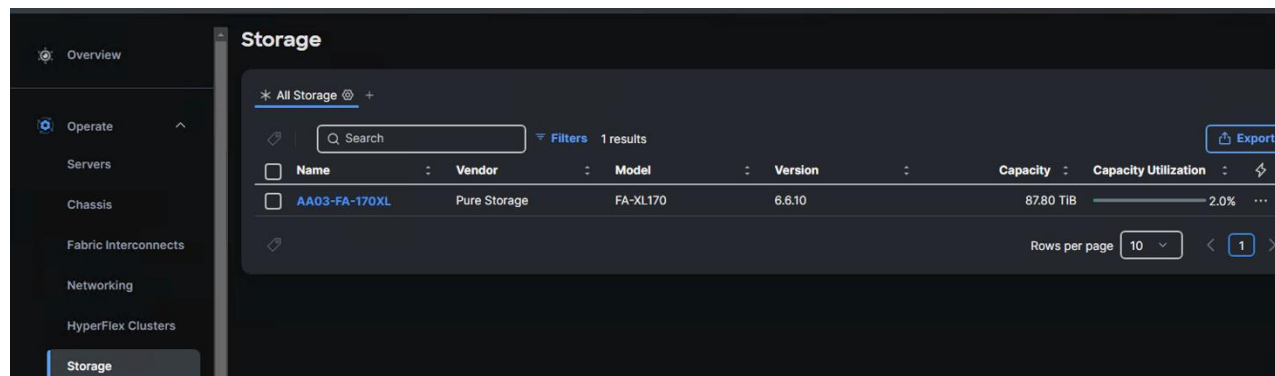 Storage
Overview
All Storage +
Operate
Search Filters 1 results Export
Servers
Name Vendor Model Version Capacity Capacity Utilization
AA03-FA-170XL Pure Storage FA-XL170 6.6.10 87.80 TiB 2.0% ...
Chassis
Fabric Interconnects
Rows per page 10 1
Networking
HyperFlex Clusters
Storage